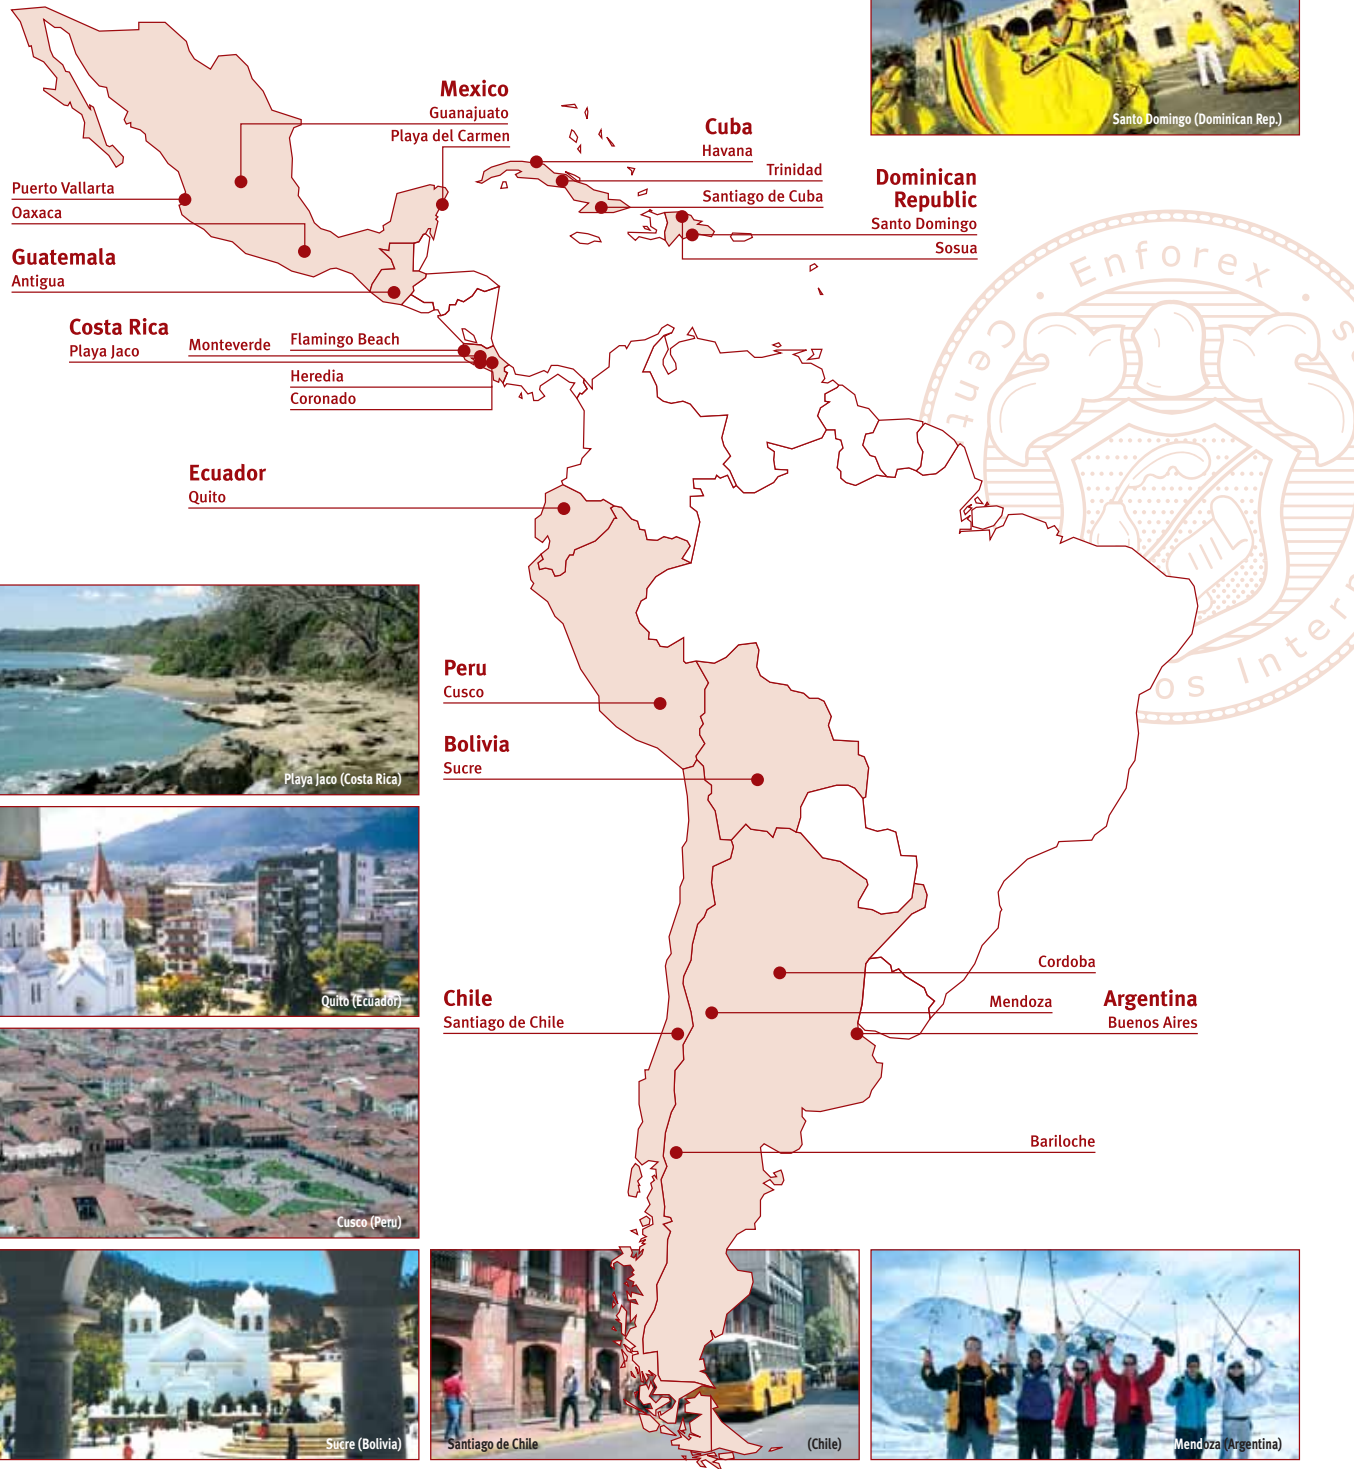 Santo Domingo (Dominican Rep.)
Mexico
Guanajuato
Playa del Carmen
Puerto Vallarta
Oaxaca
Cuba
Havana
Trinidad
Santiago de Cuba
Dominican
Republic
Santo Domingo
Sosua
Guatemala
Antigua
Costa Rica
Playa Jaco
Monteverde
Flamingo Beach
Heredia
Coronado
Enforex
Ecuador
Quito
Peru
Cusco
Bolivia
Sucre
Playa Jaco (Costa Rica)
Quito (Ecuador)
Chile
Santiago de Chile
Cordoba
Mendoza
Argentina
Buenos Aires
Bariloche
Cusco (Peru)
Sucre (Bolivia)
Santiago de Chile (Chile)
Mendoza (Argentina)